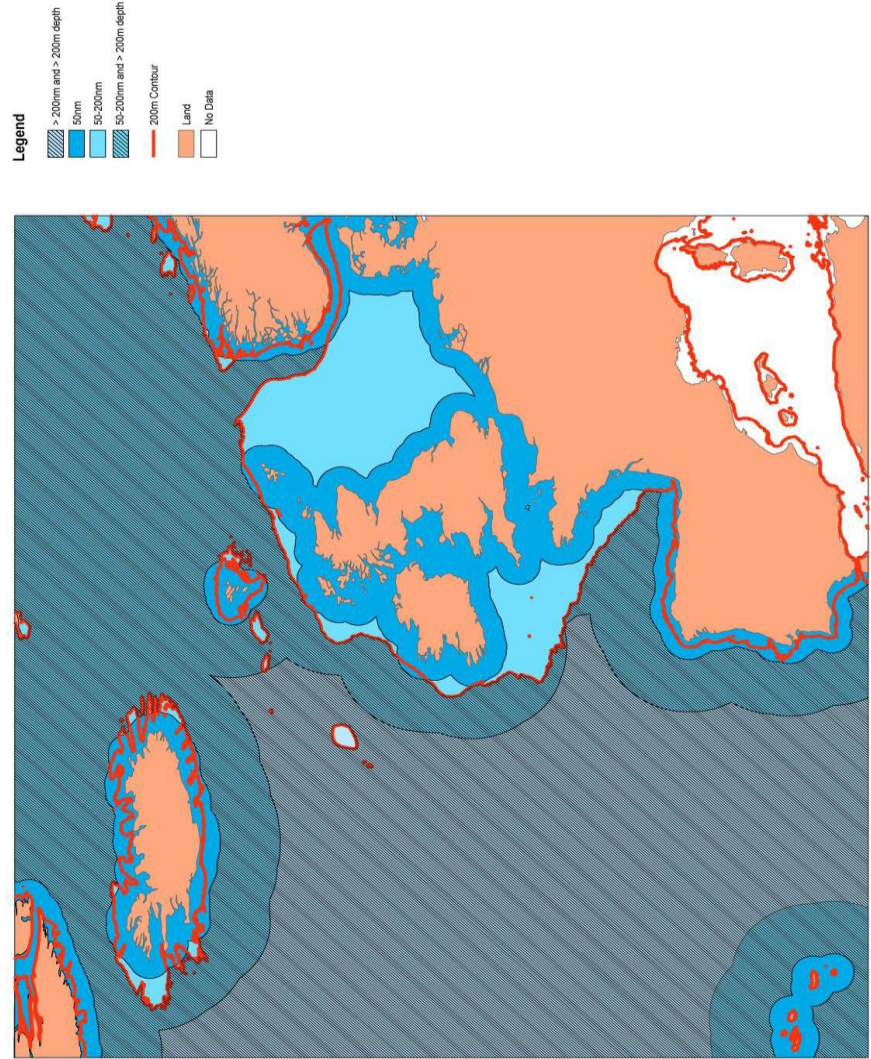 Legend
> 200nm and > 200m depth
50nm
50-200nm
50-200nm and > 200m depth
200m Contour
Land
No Data